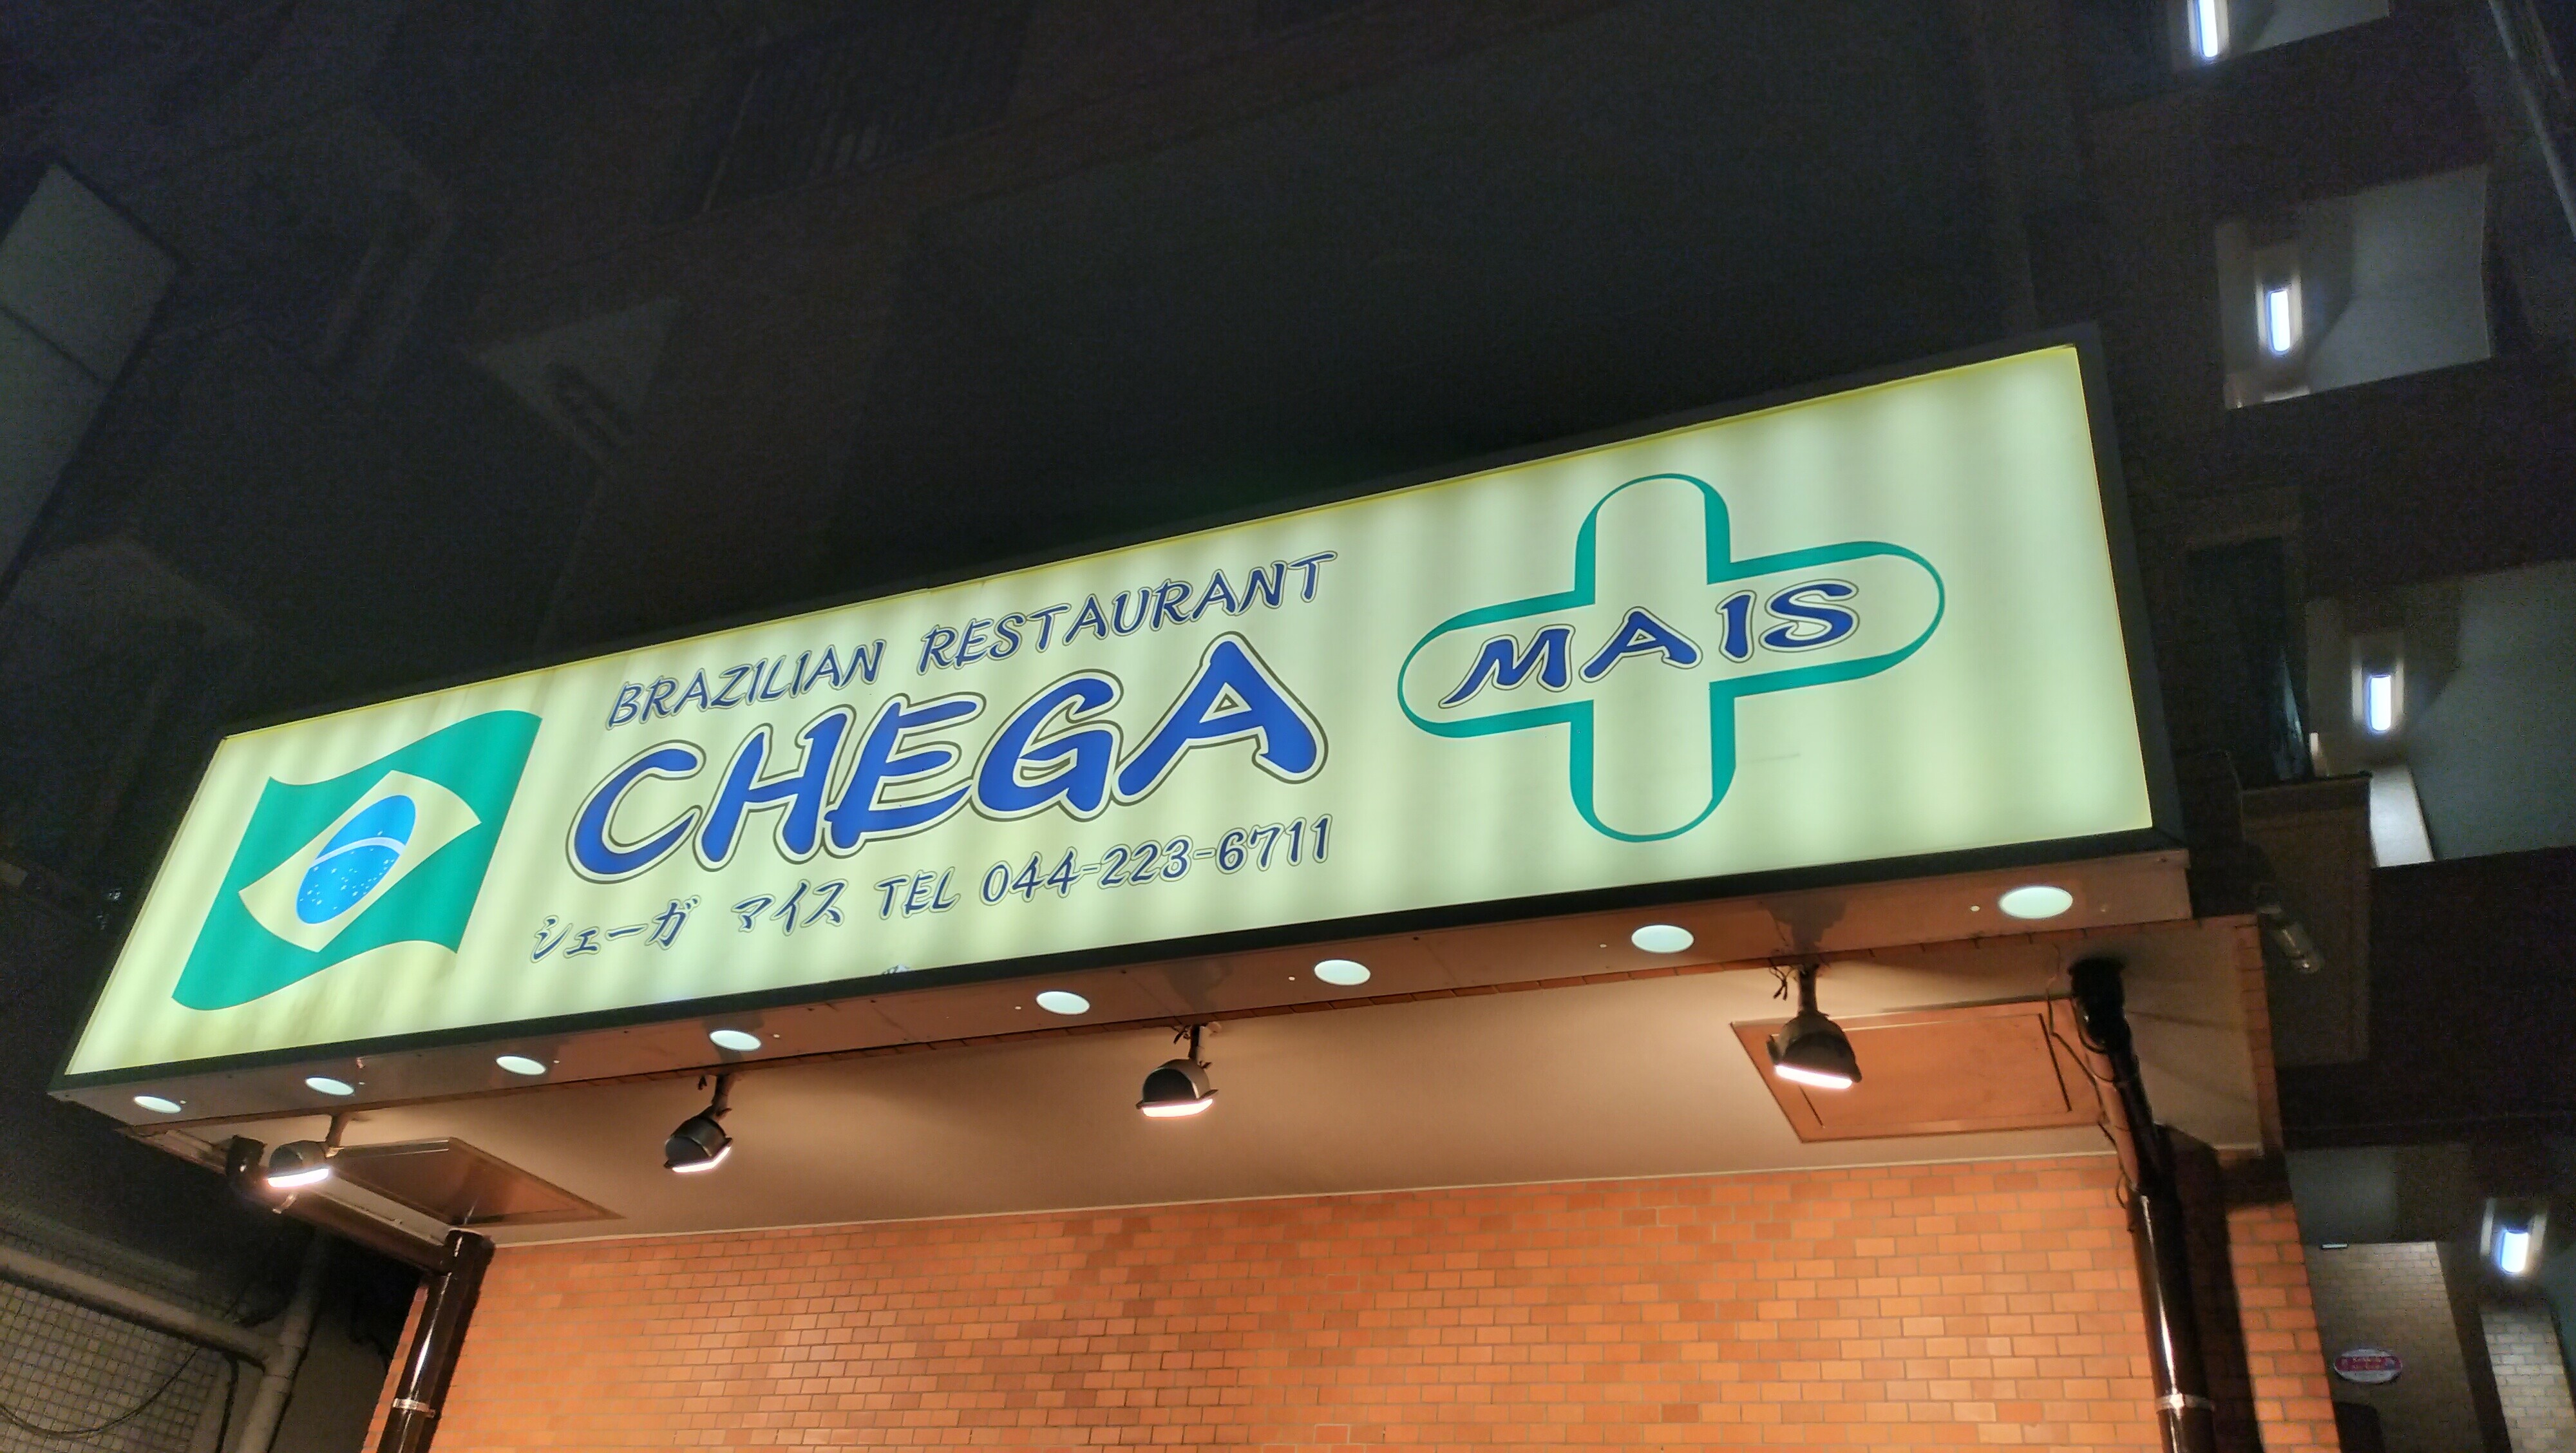 BRAZILIAN RESTAURANT
CHEGA
MAIS
シェーガ マイス TEL 044-223-6711